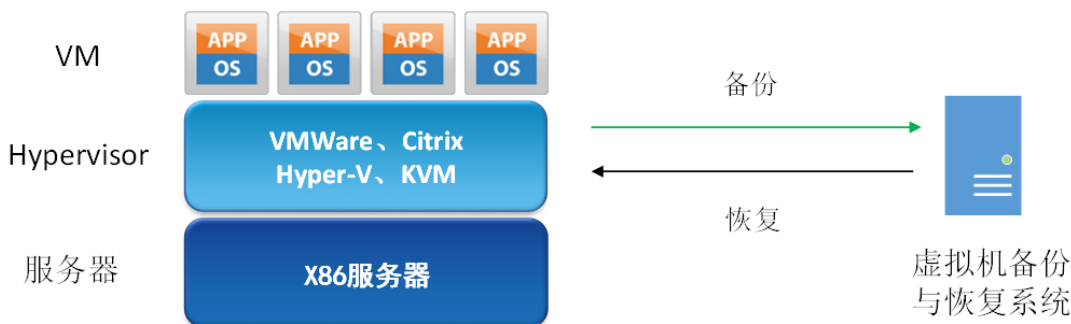 VM
APP APP APP APP
OS OS OS OS
备份
Hypervisor
VMWare、Citrix
Hyper-V、KVM
恢复
服务器
X86服务器
虚拟机备份
与恢复系统